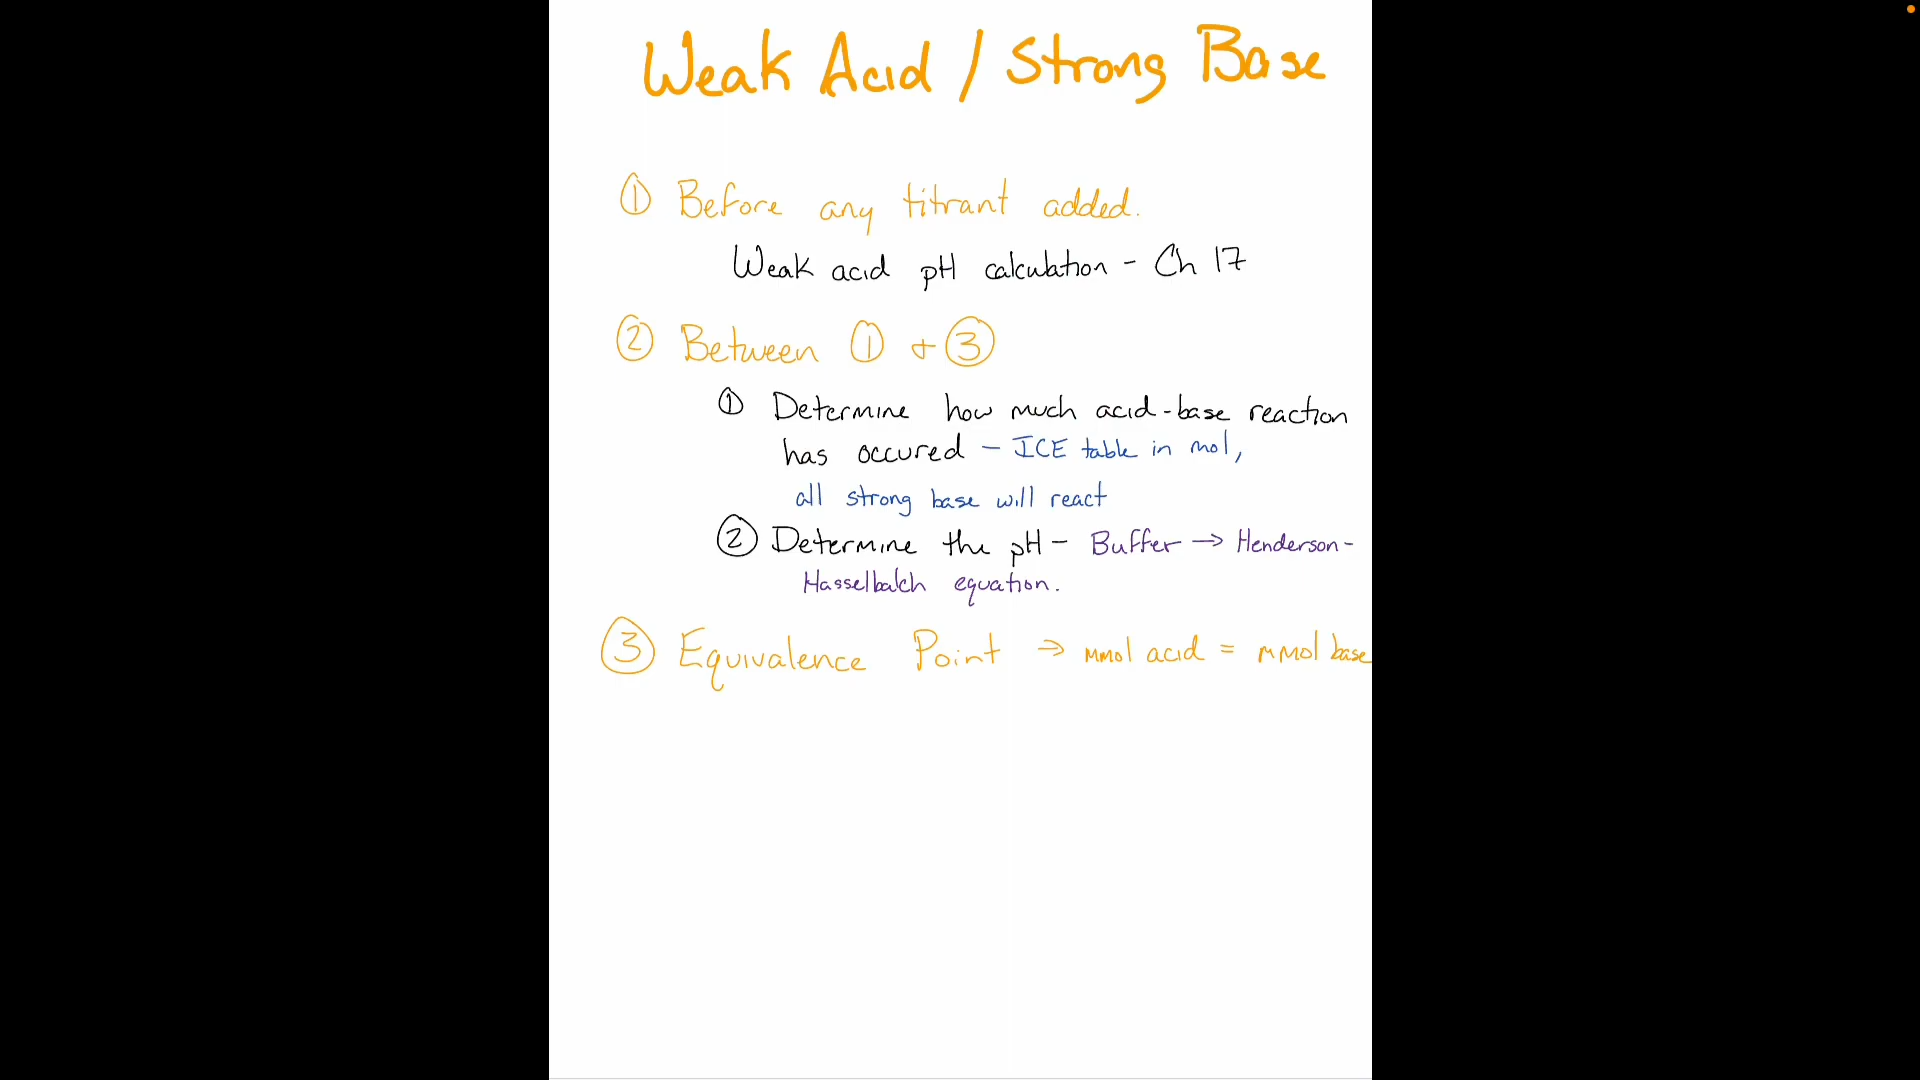 Weak Acid / Strong Base
① Before any titrant added.
Weak acid pH calculation - Ch 17
② Between ① + ③
① Determine how much acid-base reaction
has occured - ICE table in mol,
all strong base will react
② Determine the pH - Buffer → Henderson-
Hasselbalch equation.
③ Equivalence Point → mmol acid = mmol base